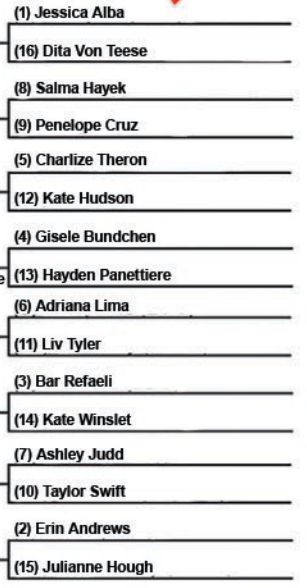 (1) Jessica Alba
(16) Dita Von Teese
(8) Salma Hayek
(9) Penelope Cruz
(5) Charlize Theron
(12) Kate Hudson
(4) Gisele Bundchen
(13) Hayden Panettiere
(6) Adriana Lima
(11) Liv Tyler
(3) Bar Refaeli
(14) Kate Winslet
(7) Ashley Judd
(10) Taylor Swift
(2) Erin Andrews
(15) Julianne Hough